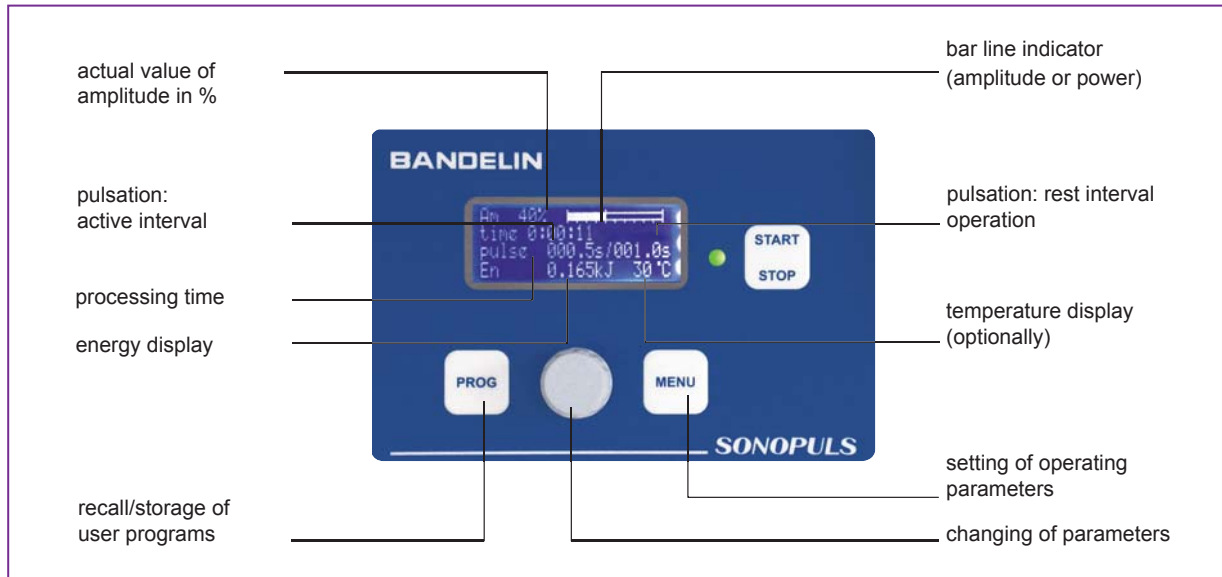 actual value of
amplitude in %
bar line indicator
(amplitude or power)
BANDELIN
pulsation:
active interval
pulsation: rest interval
operation
Am 40%
time 0:00:11
pulse 000.5s/001.0s
En 0.165kJ 30°C
START
STOP
processing time
energy display
temperature display
(optionally)
PROG
MENU
SONOPULS
setting of operating
parameters
recall/storage of
user programs
changing of parameters